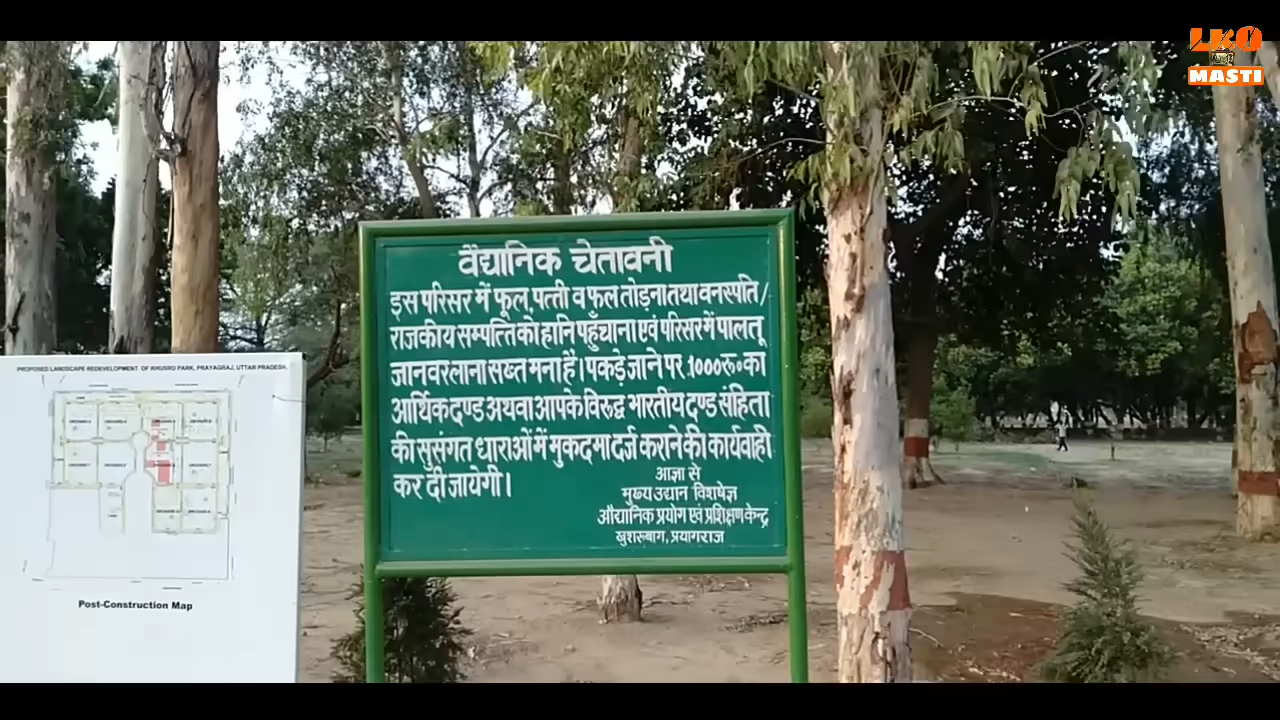 LKO
MASTI
वैद्यानिक चेतावनी
इस परिसर में फूल, पत्ती व फल तोड़ना तथा वनस्पति/
राजकीय सम्पत्ति को हानि पहुँचाना एवं परिसर में पालतू
जानवर लाना सख्त मना है। पकड़े जाने पर 1000रु० का
आर्थिक दण्ड अथवा आपके विरूद्व भारतीय दण्ड संहिता
की सुसंगत धाराओं में मुकदमा दर्ज कराने की कार्यवाही
कर दी जायेगी।
आज्ञा से
मुख्य उद्यान विशषेज्ञ
औद्यानिक प्रयोग एवं प्रशिक्षण केन्द्र
खुशरूबाग, प्रयागराज
PROPOSED LANDSCAPE REDEVELOPMENT OF KHUSRO PARK, PRAYAGRAJ, UTTAR PRADESH.
Post-Construction Map